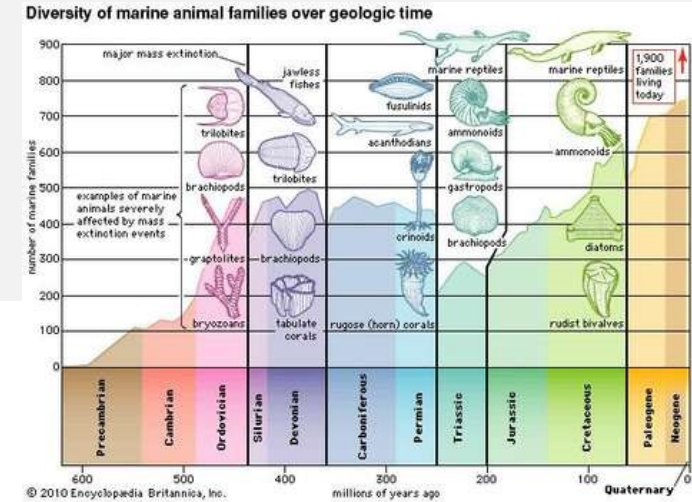 Diversity of marine animal families over geologic time
900
800
700
600
500
400
300
200
100
0
number of marine families
major mass extinction
examples of marine
animals severely
affected by mass
extinction events
trilobites
brachiopods
graptolites
bryozoans
jawless
fishes
trilobites
brachiopods
tabulate
corals
fusulinids
acanthodians
crinoids
rugose (horn) corals
marine reptiles
ammonoids
gastropods
brachiopods
marine reptiles
ammonoids
diatoms
rudist bivalves
1,900
families
living
today
Precambrian
Cambrian
Ordovician
Silurian
Devonian
Carboniferous
Permian
Triassic
Jurassic
Cretaceous
Paleogene
Neogene
600
500
400
300
200
100
0
Quaternary
millions of years ago
© 2010 Encyclopædia Britannica, Inc.